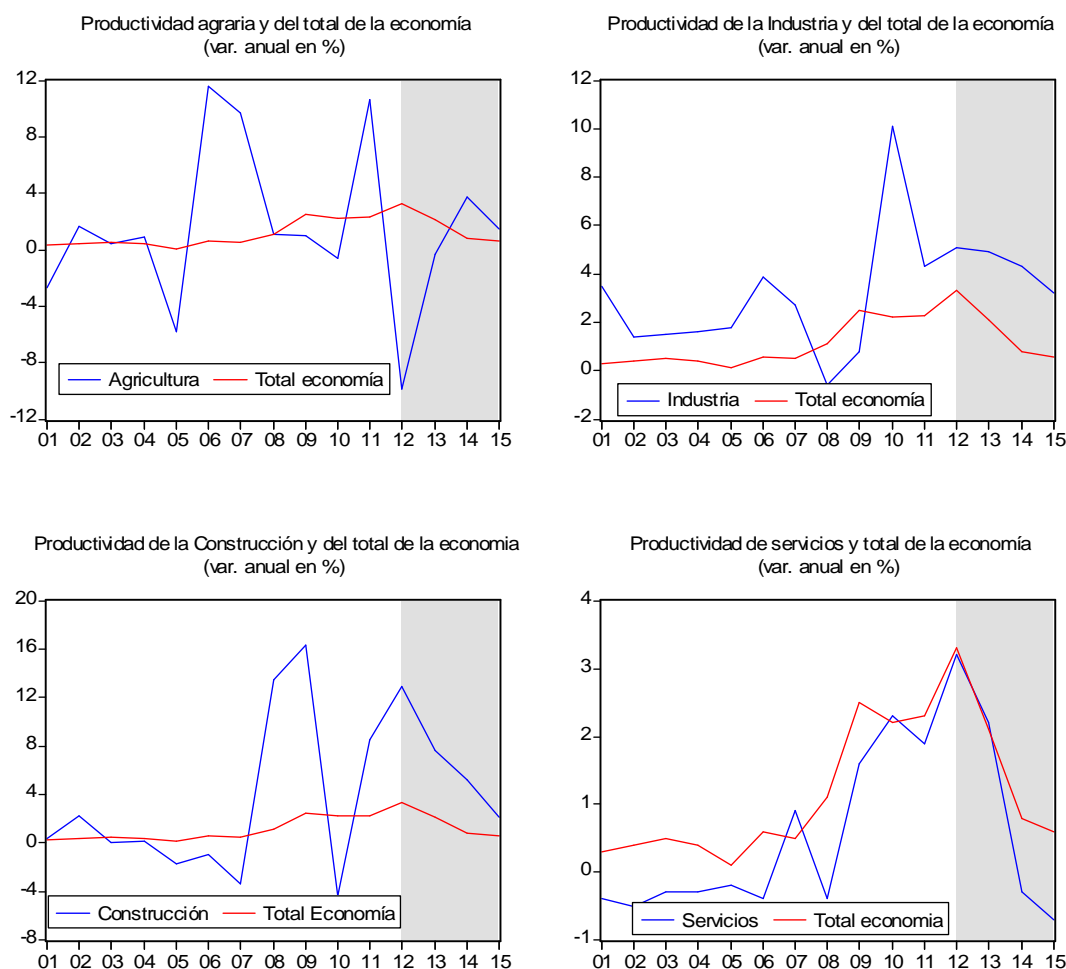 Productividad agraria y del total de la economía
(var. anual en %)
12
8
4
0
-4
-8
-12
Agricultura Total economía
01 02 03 04 05 06 07 08 09 10 11 12 13 14 15
Productividad de la Industria y del total de la economía
(var. anual en %)
12
10
8
6
4
2
0
-2
Industria Total economía
01 02 03 04 05 06 07 08 09 10 11 12 13 14 15
Productividad de la Construcción y del total de la economia
(var. anual en %)
20
16
12
8
4
0
-4
-8
Construcción Total Economía
01 02 03 04 05 06 07 08 09 10 11 12 13 14 15
Productividad de servicios y total de la economía
(var. anual en %)
4
3
2
1
0
-1
Servicios Total economia
01 02 03 04 05 06 07 08 09 10 11 12 13 14 15